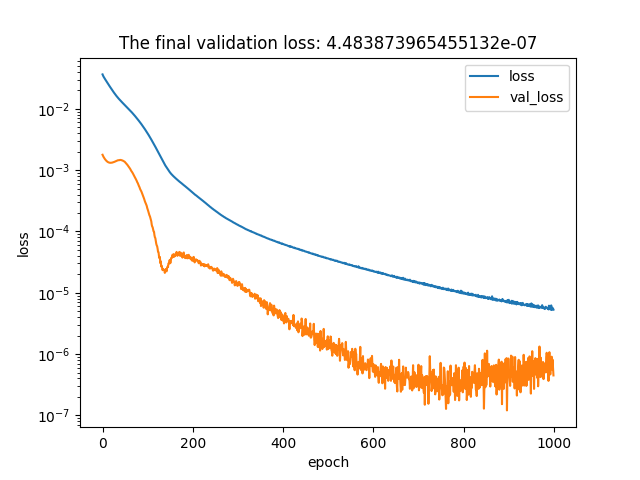 The final validation loss: 4.483873965455132e-07
loss
val_loss
10^-2
10^-3
10^-4
10^-5
10^-6
10^-7
loss
0 200 400 600 800 1000
epoch